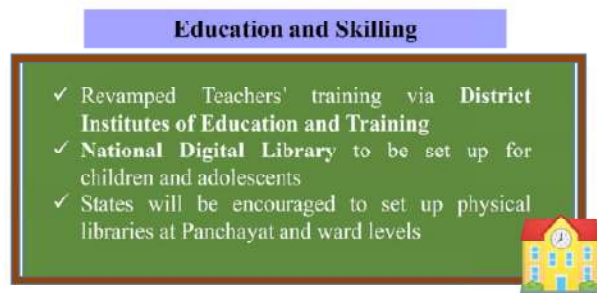 Education and Skilling
✓ Revamped Teachers' training via District
Institutes of Education and Training
✓ National Digital Library to be set up for
children and adolescents
✓ States will be encouraged to set up physical
libraries at Panchayat and ward levels